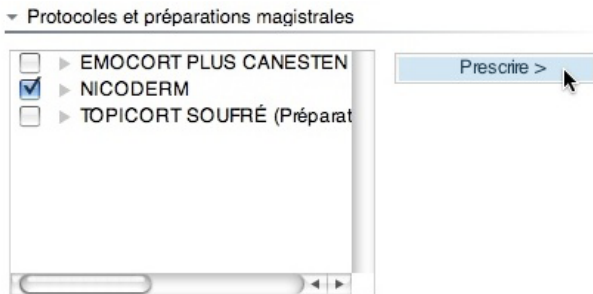 Protocoles et préparations magistrales
EMOCORT PLUS CANESTEN
Prescrire >
NICODERM
TOPICORT SOUFRÉ (Préparat